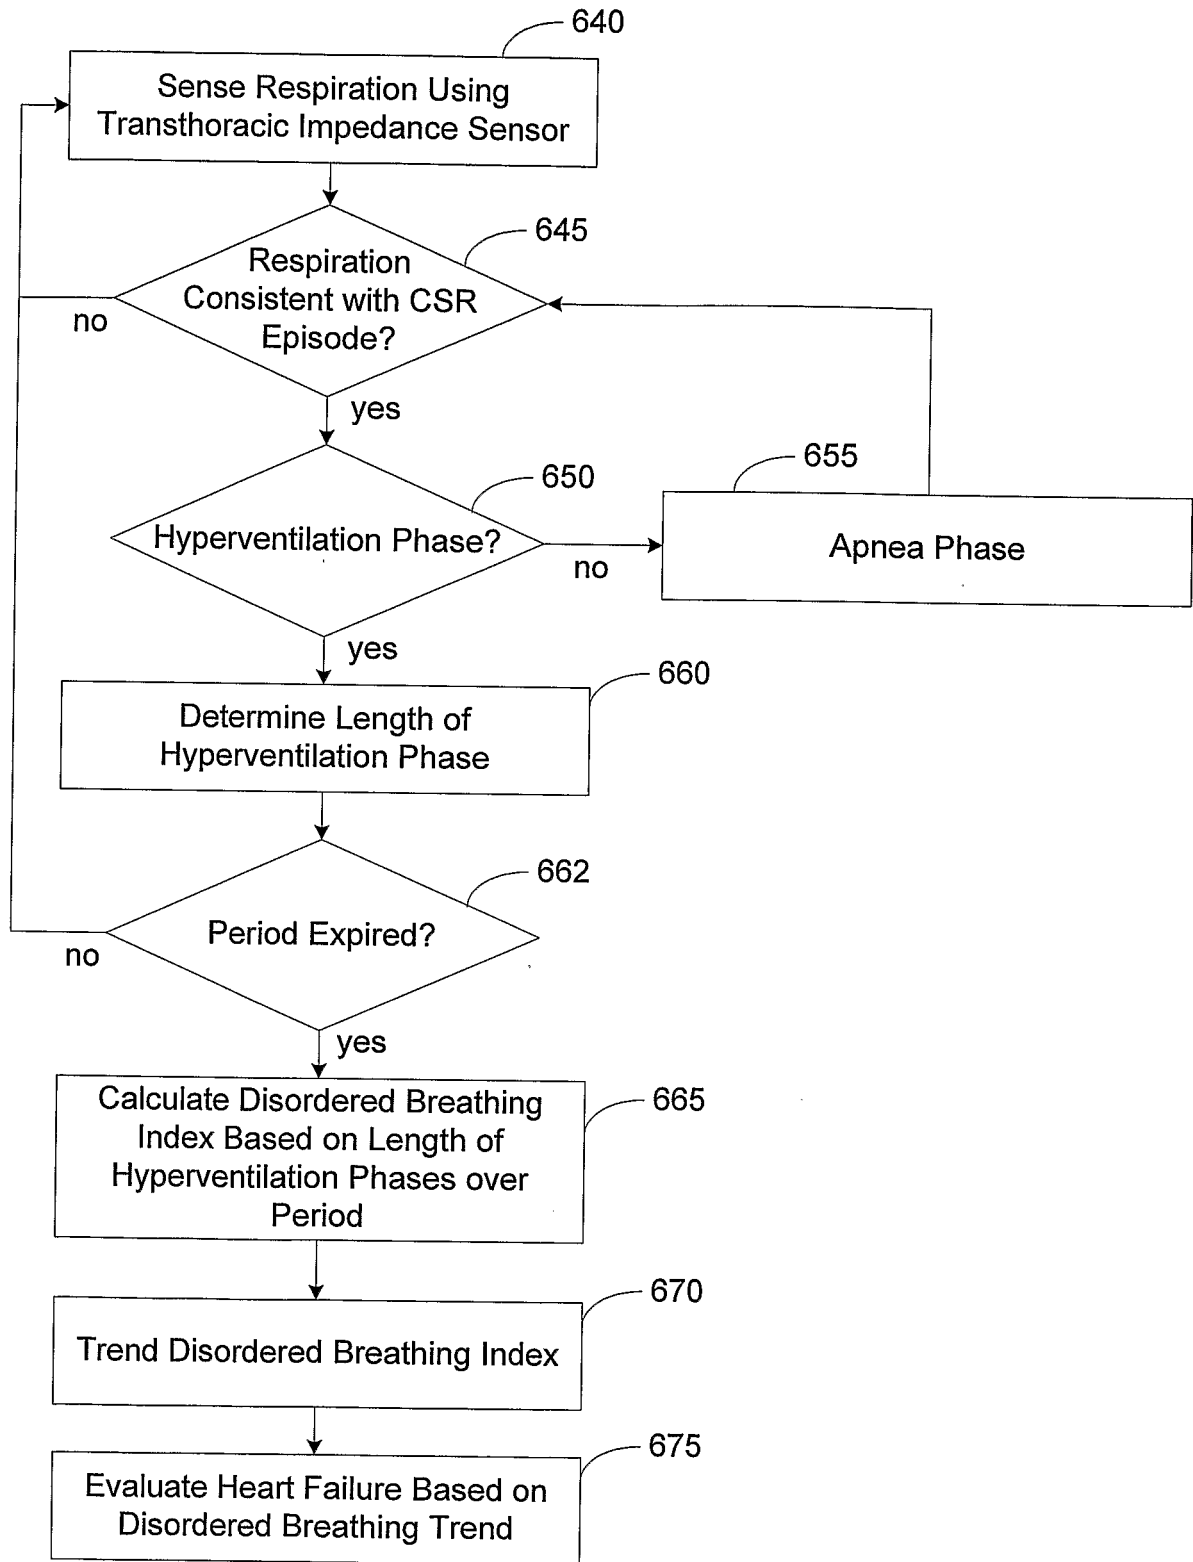 640
Sense Respiration Using
Transthoracic Impedance Sensor
645
Respiration
Consistent with CSR
Episode?
no
yes
650
655
Hyperventilation Phase?
Apnea Phase
no
yes
660
Determine Length of
Hyperventilation Phase
662
Period Expired?
no
yes
Calculate Disordered Breathing
Index Based on Length of
Hyperventilation Phases over
Period
665
670
Trend Disordered Breathing Index
675
Evaluate Heart Failure Based on
Disordered Breathing Trend